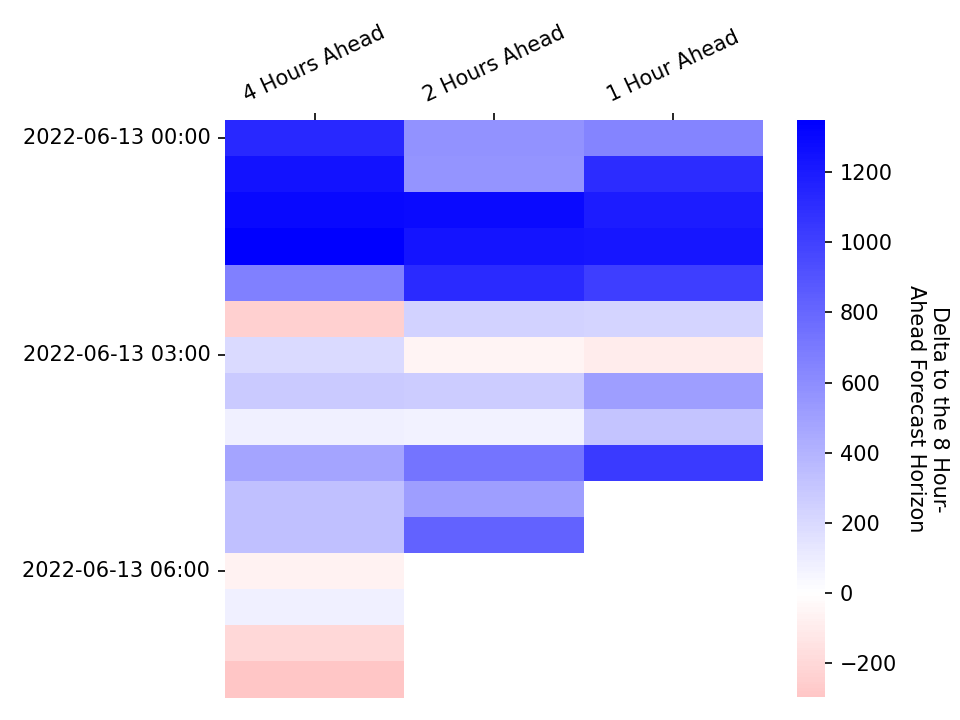 4 Hours Ahead
2 Hours Ahead
1 Hour Ahead
2022-06-13 00:00
2022-06-13 03:00
2022-06-13 06:00
1200
1000
800
600
400
200
0
−200
Delta to the 8 Hour-
Ahead Forecast Horizon